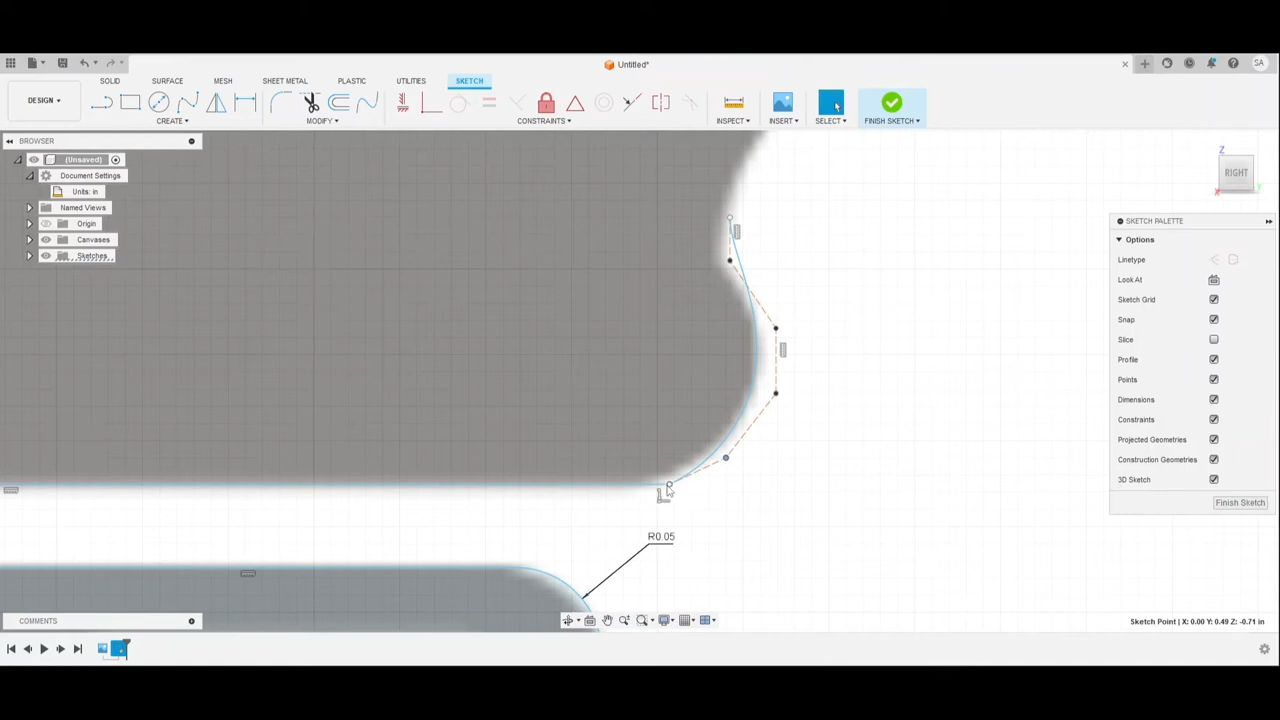 Untitled*
SA
SOLID SURFACE MESH SHEET METAL PLASTIC UTILITIES SKETCH
DESIGN
CREATE MODIFY CONSTRAINTS INSPECT INSERT SELECT FINISH SKETCH
BROWSER
(Unsaved)
Document Settings
Units: in
Named Views
Origin
Canvases
Sketches
Z
RIGHT
X
Y
SKETCH PALETTE
Options
Linetype
Look At
Sketch Grid
Snap
Slice
Profile
Points
Dimensions
Constraints
Projected Geometries
Construction Geometries
3D Sketch
Finish Sketch
R0.05
COMMENTS
Sketch Point | X: 0.00 Y: 0.49 Z: -0.71 in